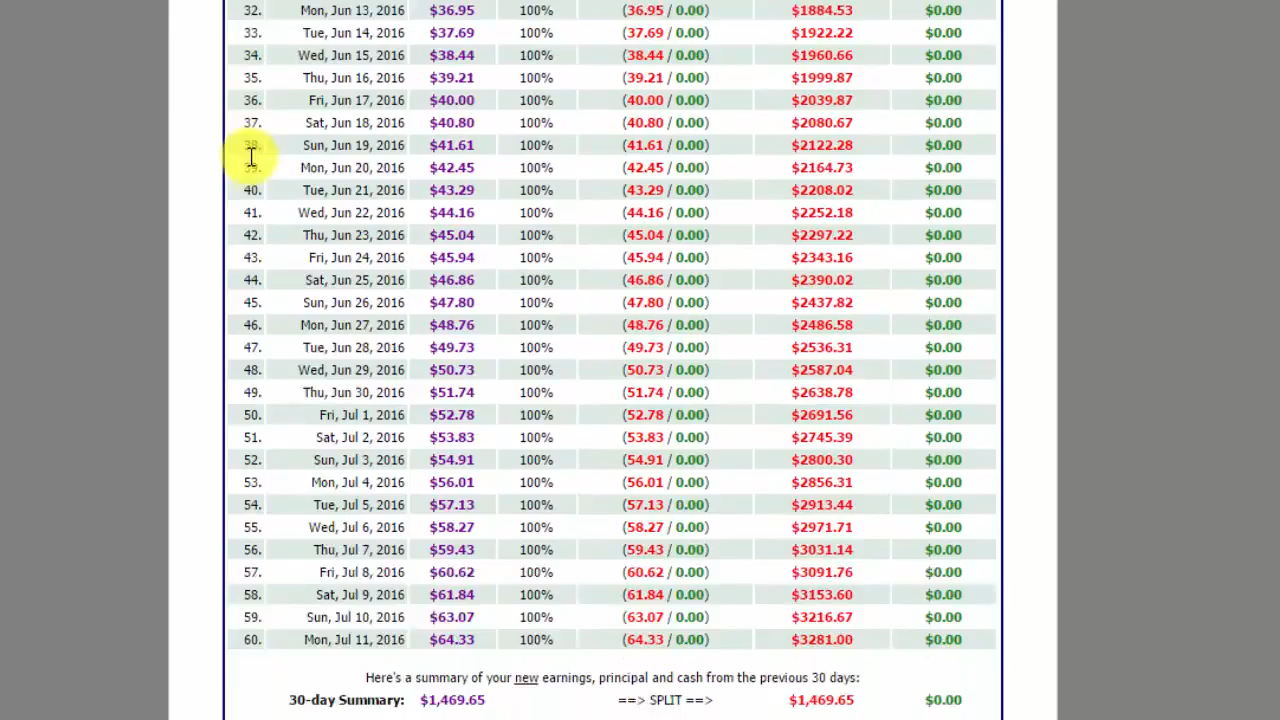 32. Mon, Jun 13, 2016 $36.95 100% (36.95 / 0.00) $1884.53 $0.00
33. Tue, Jun 14, 2016 $37.69 100% (37.69 / 0.00) $1922.22 $0.00
34. Wed, Jun 15, 2016 $38.44 100% (38.44 / 0.00) $1960.66 $0.00
35. Thu, Jun 16, 2016 $39.21 100% (39.21 / 0.00) $1999.87 $0.00
36. Fri, Jun 17, 2016 $40.00 100% (40.00 / 0.00) $2039.87 $0.00
37. Sat, Jun 18, 2016 $40.80 100% (40.80 / 0.00) $2080.67 $0.00
38. Sun, Jun 19, 2016 $41.61 100% (41.61 / 0.00) $2122.28 $0.00
39. Mon, Jun 20, 2016 $42.45 100% (42.45 / 0.00) $2164.73 $0.00
40. Tue, Jun 21, 2016 $43.29 100% (43.29 / 0.00) $2208.02 $0.00
41. Wed, Jun 22, 2016 $44.16 100% (44.16 / 0.00) $2252.18 $0.00
42. Thu, Jun 23, 2016 $45.04 100% (45.04 / 0.00) $2297.22 $0.00
43. Fri, Jun 24, 2016 $45.94 100% (45.94 / 0.00) $2343.16 $0.00
44. Sat, Jun 25, 2016 $46.86 100% (46.86 / 0.00) $2390.02 $0.00
45. Sun, Jun 26, 2016 $47.80 100% (47.80 / 0.00) $2437.82 $0.00
46. Mon, Jun 27, 2016 $48.76 100% (48.76 / 0.00) $2486.58 $0.00
47. Tue, Jun 28, 2016 $49.73 100% (49.73 / 0.00) $2536.31 $0.00
48. Wed, Jun 29, 2016 $50.73 100% (50.73 / 0.00) $2587.04 $0.00
49. Thu, Jun 30, 2016 $51.74 100% (51.74 / 0.00) $2638.78 $0.00
50. Fri, Jul 1, 2016 $52.78 100% (52.78 / 0.00) $2691.56 $0.00
51. Sat, Jul 2, 2016 $53.83 100% (53.83 / 0.00) $2745.39 $0.00
52. Sun, Jul 3, 2016 $54.91 100% (54.91 / 0.00) $2800.30 $0.00
53. Mon, Jul 4, 2016 $56.01 100% (56.01 / 0.00) $2856.31 $0.00
54. Tue, Jul 5, 2016 $57.13 100% (57.13 / 0.00) $2913.44 $0.00
55. Wed, Jul 6, 2016 $58.27 100% (58.27 / 0.00) $2971.71 $0.00
56. Thu, Jul 7, 2016 $59.43 100% (59.43 / 0.00) $3031.14 $0.00
57. Fri, Jul 8, 2016 $60.62 100% (60.62 / 0.00) $3091.76 $0.00
58. Sat, Jul 9, 2016 $61.84 100% (61.84 / 0.00) $3153.60 $0.00
59. Sun, Jul 10, 2016 $63.07 100% (63.07 / 0.00) $3216.67 $0.00
60. Mon, Jul 11, 2016 $64.33 100% (64.33 / 0.00) $3281.00 $0.00
Here's a summary of your new earnings, principal and cash from the previous 30 days:
30-day Summary: $1,469.65 ==> SPLIT ==> $1,469.65 $0.00